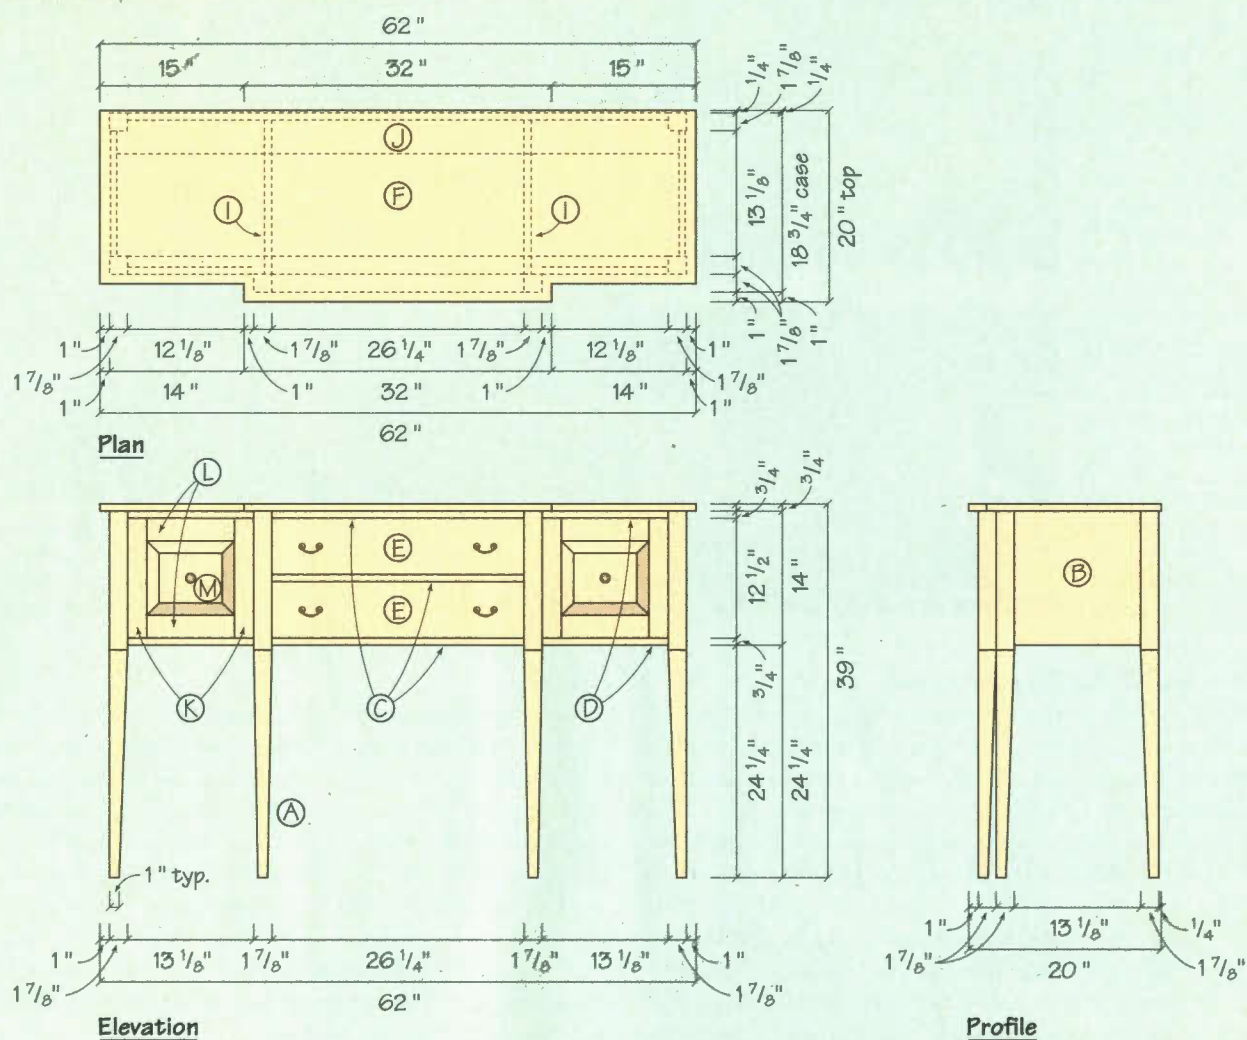 62"
15" 32" 15"
1/4" 1 7/8" 1/4"
J
F
I I
13 1/8" 18 3/4" case 20" top
1" 1 7/8" 1 7/8" 1"
1" 12 1/8" 1 7/8" 26 1/4" 1 7/8" 12 1/8" 1"
1 7/8" 1 7/8"
14" 1" 32" 1" 14"
1" 1"
62"
Plan
L
3/4" 3/4"
E
M
E
12 1/2" 14"
B
K C D
3/4"
39"
24 1/4" 24 1/4"
A
1" typ.
1" 13 1/8" 1 7/8" 26 1/4" 1 7/8" 13 1/8" 1"
1 7/8" 1 7/8"
62"
1" 13 1/8" 1/4"
1 7/8" 1 7/8"
20"
Elevation
Profile